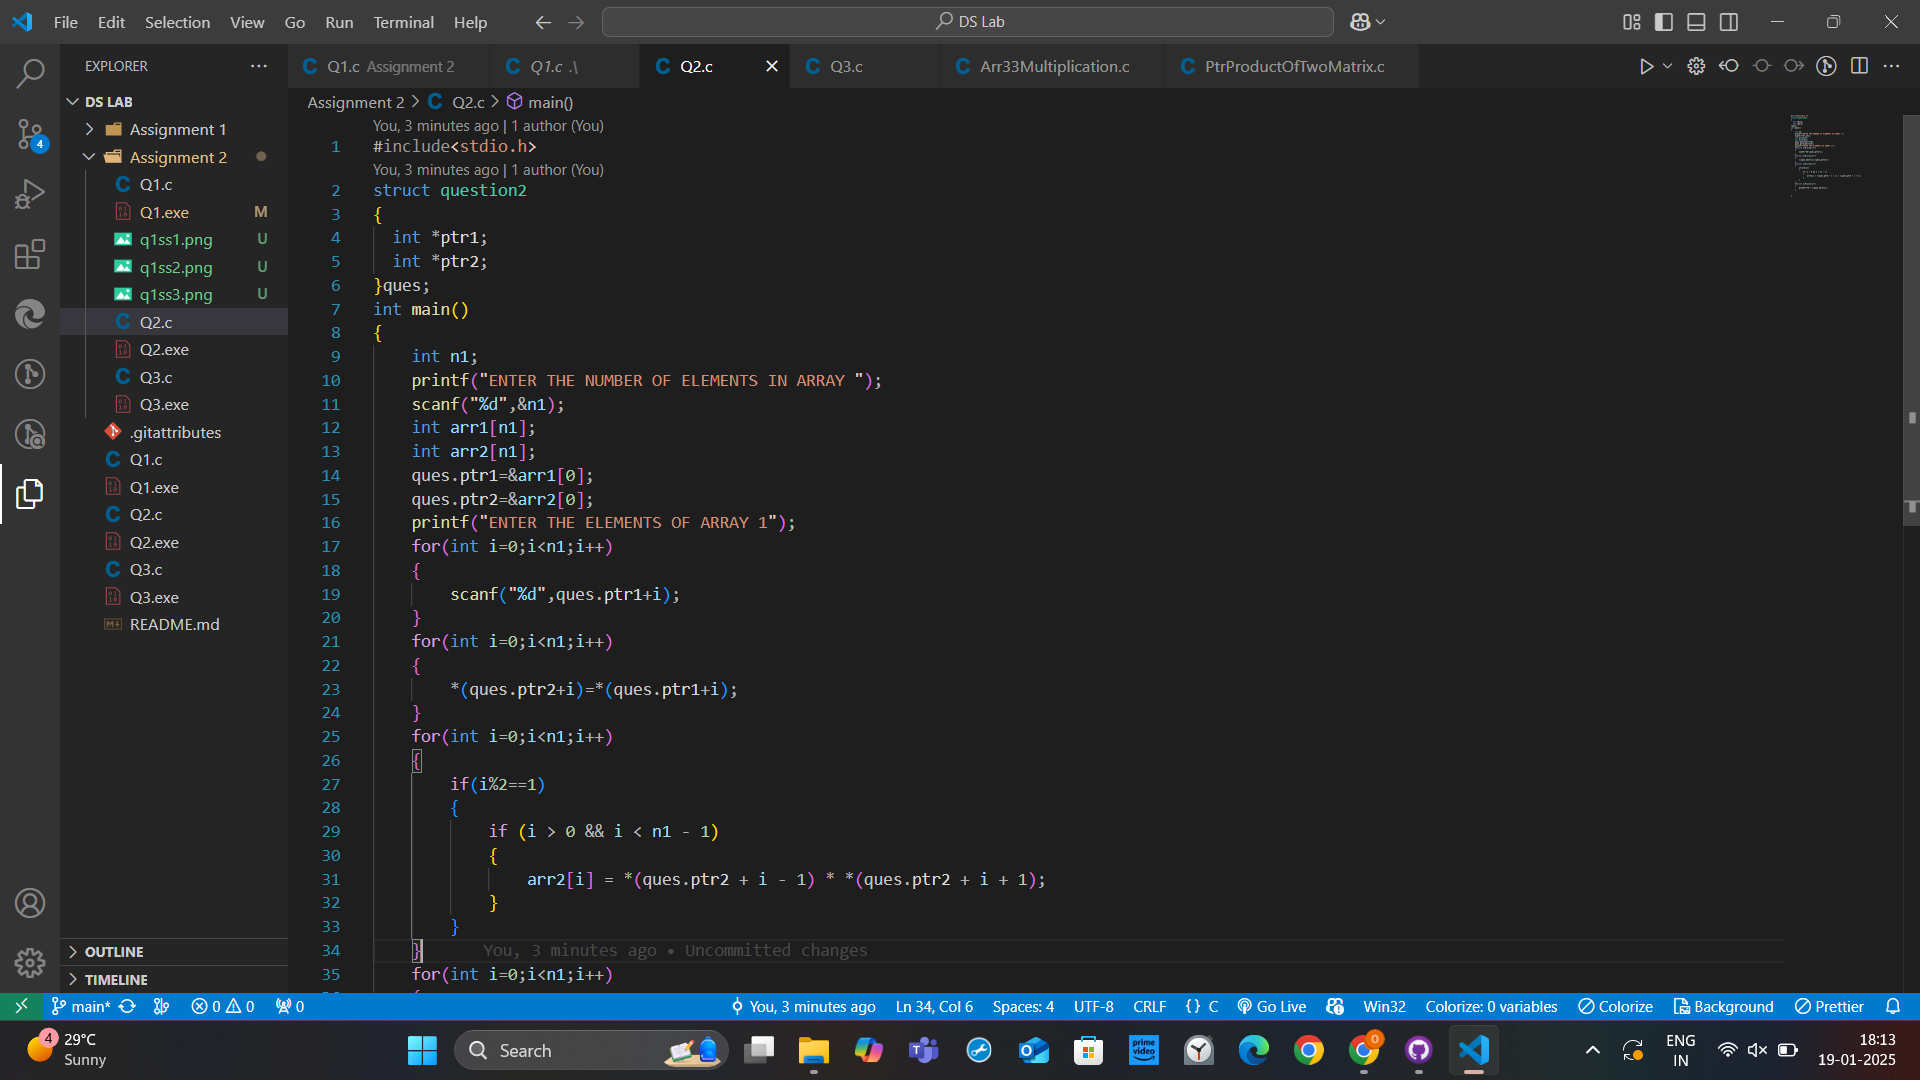 File Edit Selection View Go Run Terminal Help
DS Lab
EXPLORER
DS LAB
Assignment 1
Assignment 2
Q1.c
Q1.exe M
q1ss1.png U
q1ss2.png U
q1ss3.png U
Q2.c
Q2.exe
Q3.c
Q3.exe
.gitattributes
Q1.c
Q1.exe
Q2.c
Q2.exe
Q3.c
Q3.exe
README.md
OUTLINE
TIMELINE
4
Q1.c Assignment 2
Q1.c .\
Q2.c
Q3.c
Arr33Multiplication.c
PtrProductOfTwoMatrix.c
Assignment 2 > Q2.c > main()
You, 3 minutes ago | 1 author (You)
1 #include<stdio.h>
You, 3 minutes ago | 1 author (You)
2 struct question2
3 {
4 int *ptr1;
5 int *ptr2;
6 }ques;
7 int main()
8 {
9 int n1;
10 printf("ENTER THE NUMBER OF ELEMENTS IN ARRAY ");
11 scanf("%d",&n1);
12 int arr1[n1];
13 int arr2[n1];
14 ques.ptr1=&arr1[0];
15 ques.ptr2=&arr2[0];
16 printf("ENTER THE ELEMENTS OF ARRAY 1");
17 for(int i=0;i<n1;i++)
18 {
19 scanf("%d",ques.ptr1+i);
20 }
21 for(int i=0;i<n1;i++)
22 {
23 *(ques.ptr2+i)=*(ques.ptr1+i);
24 }
25 for(int i=0;i<n1;i++)
26 {
27 if(i%2==1)
28 {
29 if (i > 0 && i < n1 - 1)
30 {
31 arr2[i] = *(ques.ptr2 + i - 1) * *(ques.ptr2 + i + 1);
32 }
33 }
34 } You, 3 minutes ago • Uncommitted changes
35 for(int i=0;i<n1;i++)
main* 0 0 0
You, 3 minutes ago Ln 34, Col 6 Spaces: 4 UTF-8 CRLF {} C Go Live Win32 Colorize: 0 variables Colorize Background Prettier
4
29°C
Sunny
Search
prime video
0
ENG
IN
18:13
19-01-2025